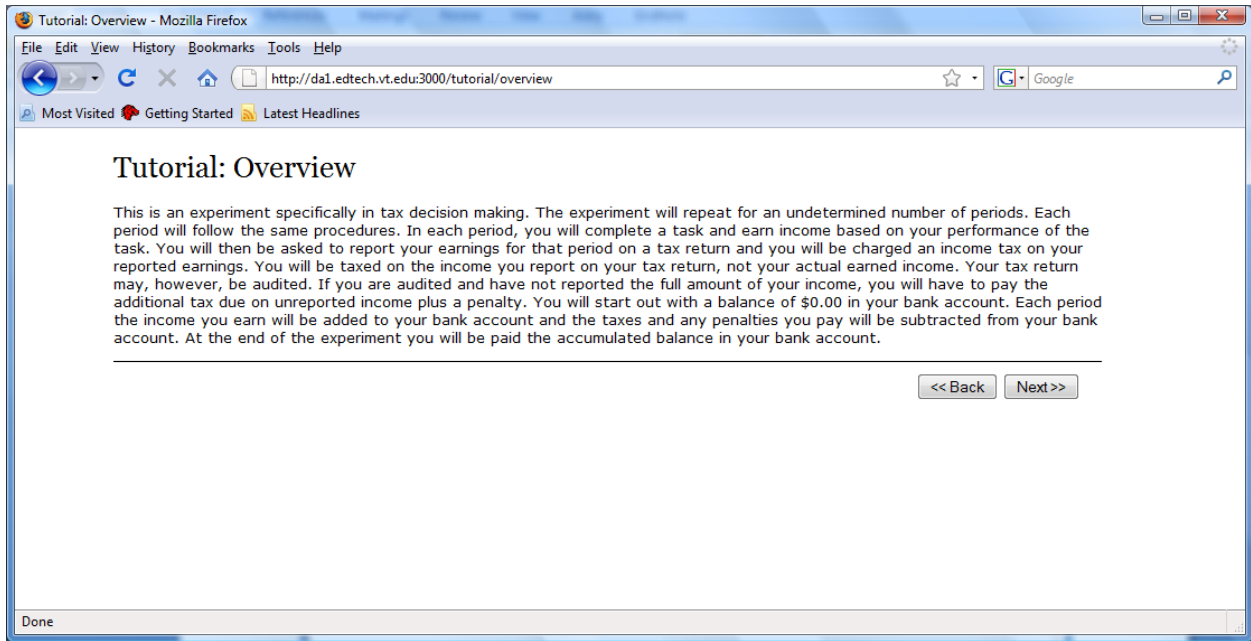 Tutorial: Overview - Mozilla Firefox
File Edit View History Bookmarks Tools Help
http://da1.edtech.vt.edu:3000/tutorial/overview
G Google
Most Visited Getting Started Latest Headlines
Tutorial: Overview
This is an experiment specifically in tax decision making. The experiment will repeat for an undetermined number of periods. Each
period will follow the same procedures. In each period, you will complete a task and earn income based on your performance of the
task. You will then be asked to report your earnings for that period on a tax return and you will be charged an income tax on your
reported earnings. You will be taxed on the income you report on your tax return, not your actual earned income. Your tax return
may, however, be audited. If you are audited and have not reported the full amount of your income, you will have to pay the
additional tax due on unreported income plus a penalty. You will start out with a balance of $0.00 in your bank account. Each period
the income you earn will be added to your bank account and the taxes and any penalties you pay will be subtracted from your bank
account. At the end of the experiment you will be paid the accumulated balance in your bank account.
<< Back Next >>
Done